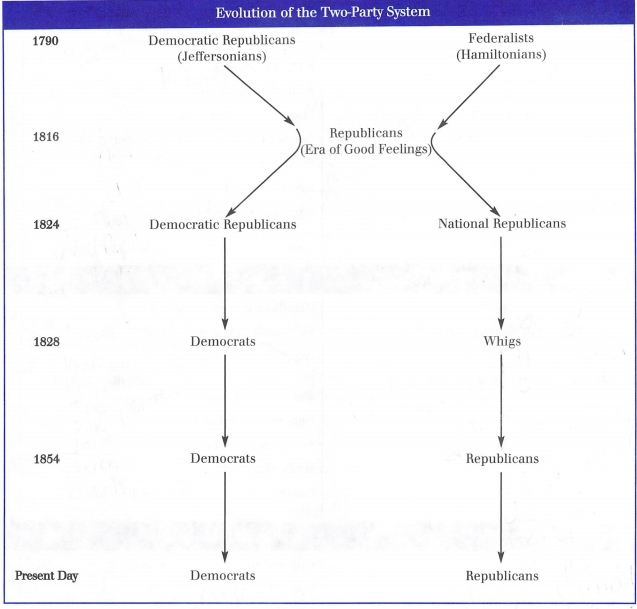 Evolution of the Two-Party System
1790
Democratic Republicans
(Jeffersonians)
Federalists
(Hamiltonians)
1816
Republicans
(Era of Good Feelings)
1824
Democratic Republicans
National Republicans
1828
Democrats
Whigs
1854
Democrats
Republicans
Present Day
Democrats
Republicans